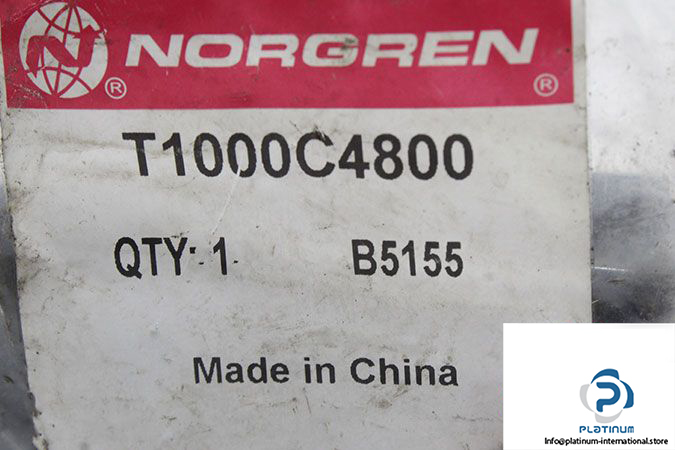 NORGREN
®
®
T1000C4800
QTY: 1 B5155
Made in China
PLATINUM
Info@platinum-international.store